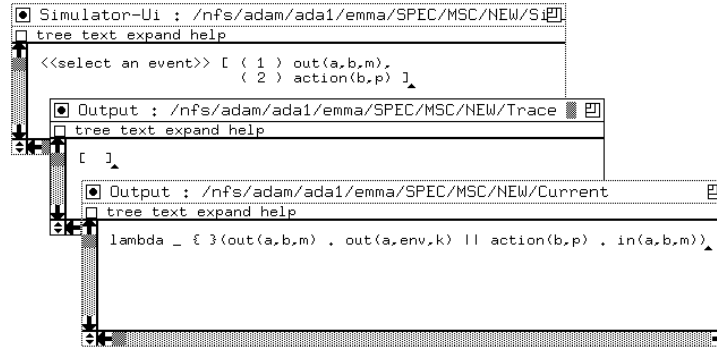 Simulator-Ui : /nfs/adam/ada1/emma/SPEC/MSC/NEW/Si
tree text expand help
<<select an event>> [ ( 1 ) out(a,b,m),
( 2 ) action(b,p) ]
Output : /nfs/adam/ada1/emma/SPEC/MSC/NEW/Trace
tree text expand help
[ ]
Output : /nfs/adam/ada1/emma/SPEC/MSC/NEW/Current
tree text expand help
lambda _ { }(out(a,b,m) . out(a,env,k) || action(b,p) . in(a,b,m))